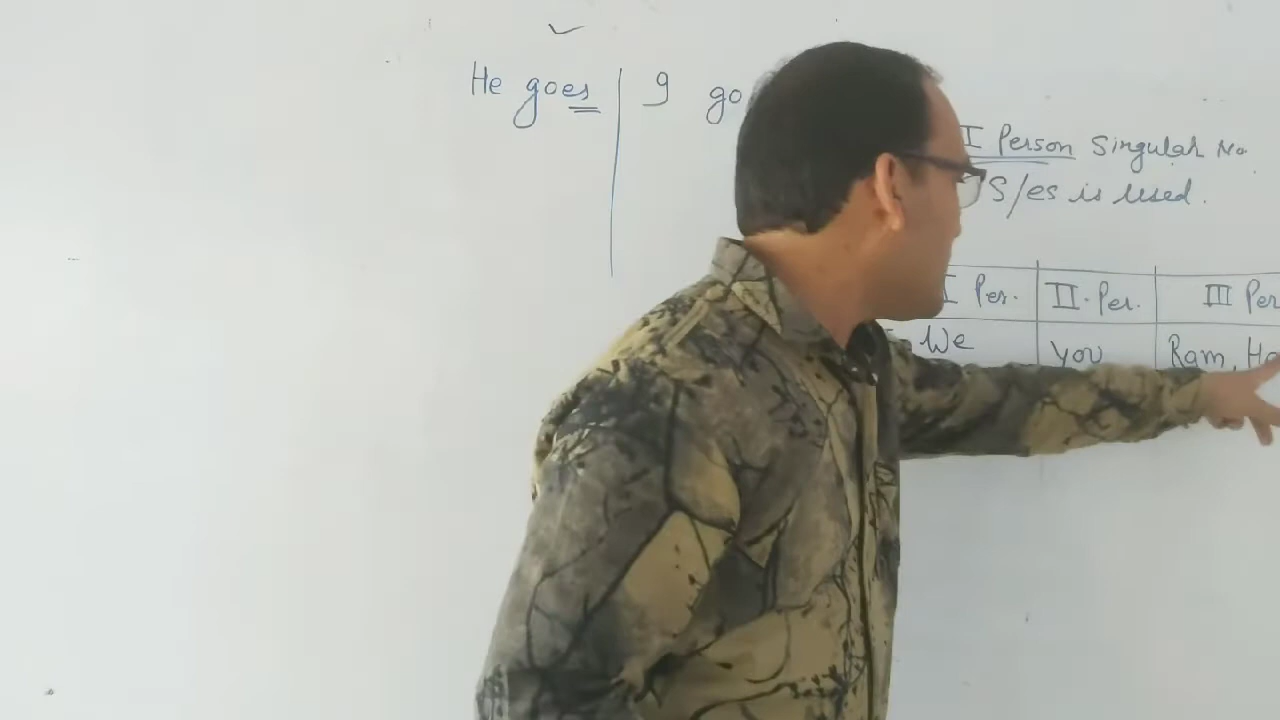 He goes | I go
I Person Singular No.
S/es is used.
I Per. II. Per. III Per
We you Ram, He